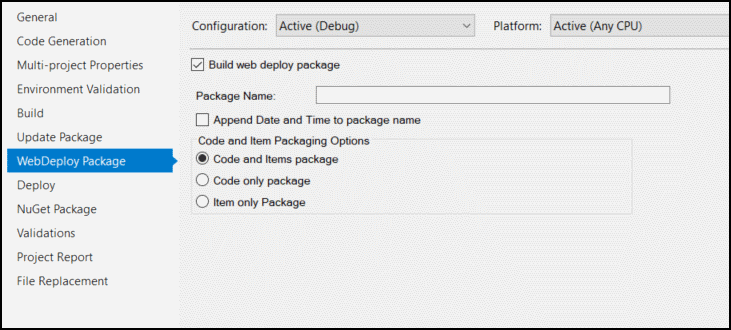 General
Code Generation
Multi-project Properties
Environment Validation
Build
Update Package
WebDeploy Package
Deploy
NuGet Package
Validations
Project Report
File Replacement
Configuration: Active (Debug) Platform: Active (Any CPU)
Build web deploy package
Package Name:
Append Date and Time to package name
Code and Item Packaging Options
Code and Items package
Code only package
Item only Package